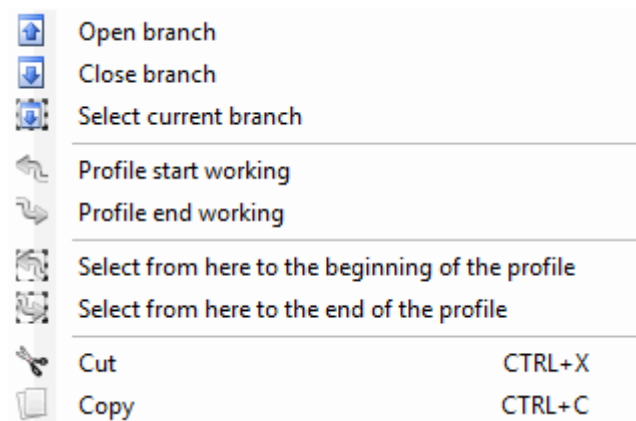 Open branch
Close branch
Select current branch
Profile start working
Profile end working
Select from here to the beginning of the profile
Select from here to the end of the profile
Cut CTRL+X
Copy CTRL+C